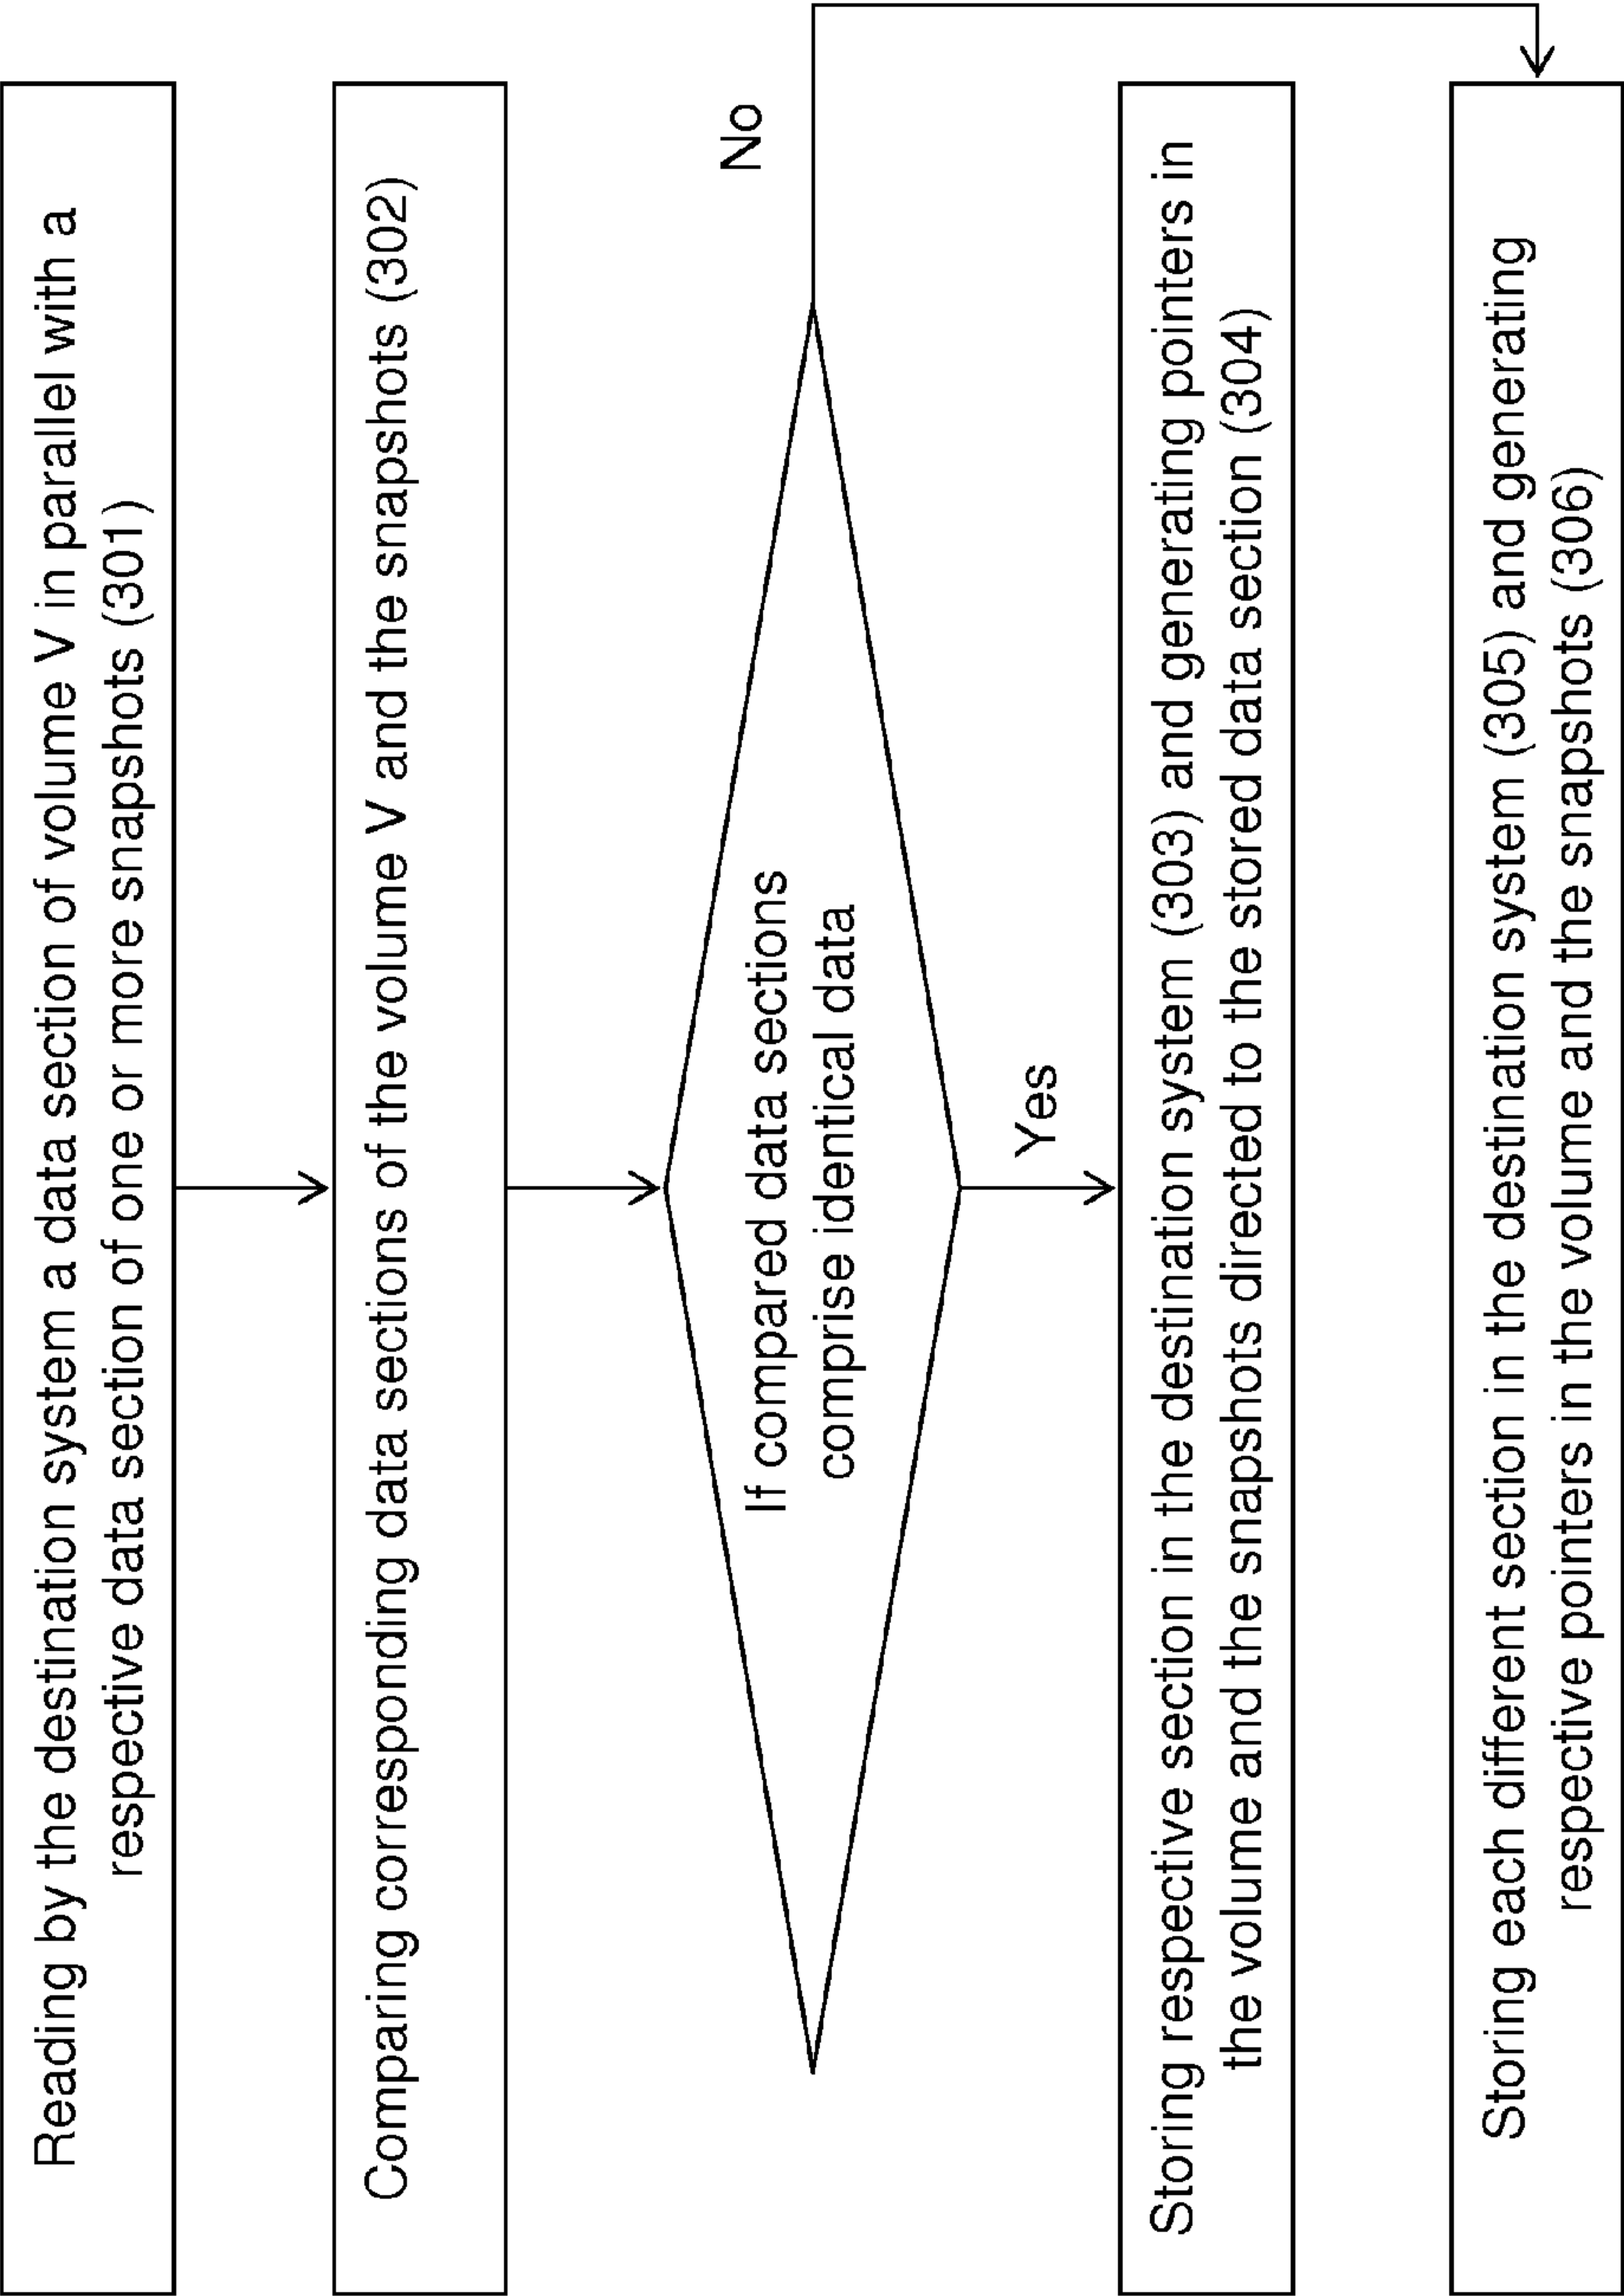 Reading by the destination system a data section of volume V in parallel with a
respective data section of one or more snapshots (301)
Comparing corresponding data sections of the volume V and the snapshots (302)
If compared data sections
comprise identical data
No
Yes
Storing respective section in the destination system (303) and generating pointers in
the volume and the snapshots directed to the stored data section (304)
Storing each different section in the destination system (305) and generating
respective pointers in the volume and the snapshots (306)